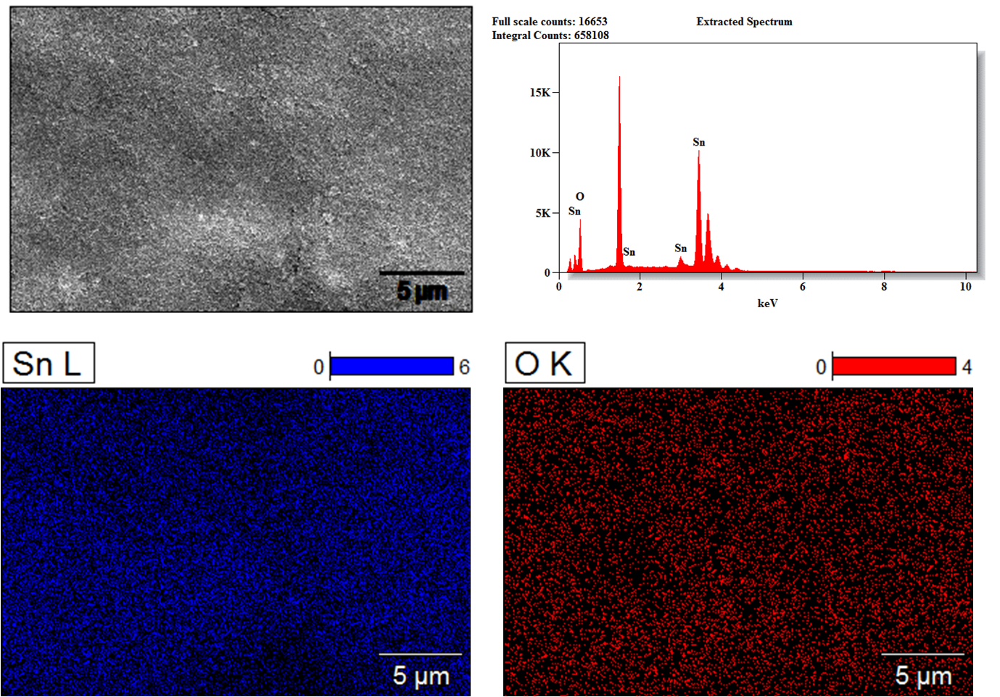 Full scale counts: 16653 Extracted Spectrum
Integral Counts: 658108
15K
10K
5K
0
Sn
O
Sn
Sn
Sn
0 2 4 6 8 10
keV
5 µm
Sn L 0 6
O K 0 4
5 µm
5 µm